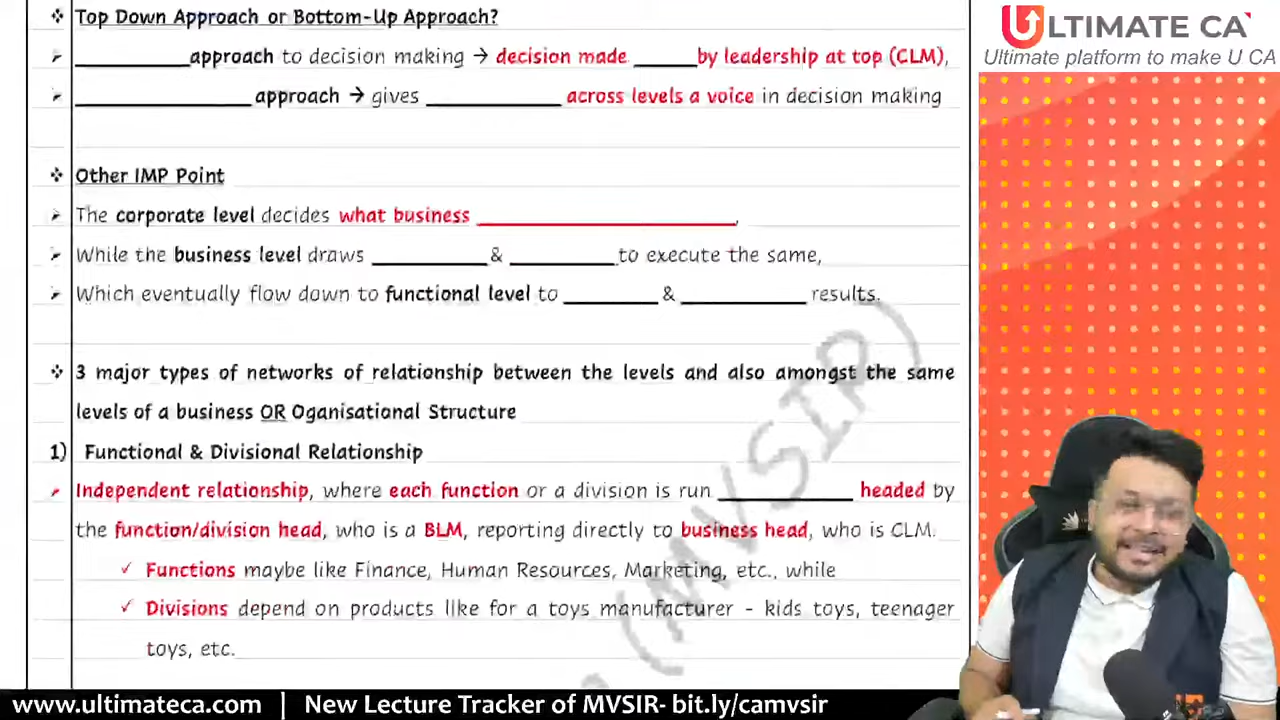 ❖ Top Down Approach or Bottom-Up Approach?
ULTIMATE CA
Ultimate platform to make U CA
➢ __________ approach to decision making → decision made _____ by leadership at top (CLM),
➢ _______________ approach → gives ____________ across levels a voice in decision making
❖ Other IMP Point
➢ The corporate level decides what business ______________________,
➢ While the business level draws __________ & _________ to execute the same,
➢ Which eventually flow down to functional level to ________ & ___________ results.
❖ 3 major types of networks of relationship between the levels and also amongst the same
levels of a business OR Oganisational Structure
1) Functional & Divisional Relationship
➢ Independent relationship, where each function or a division is run ____________ headed by
the function/division head, who is a BLM, reporting directly to business head, who is CLM.
✓ Functions maybe like Finance, Human Resources, Marketing, etc., while
✓ Divisions depend on products like for a toys manufacturer - kids toys, teenager
toys, etc.
(MVSIR)
www.ultimateca.com | New Lecture Tracker of MVSIR- bit.ly/camvsir